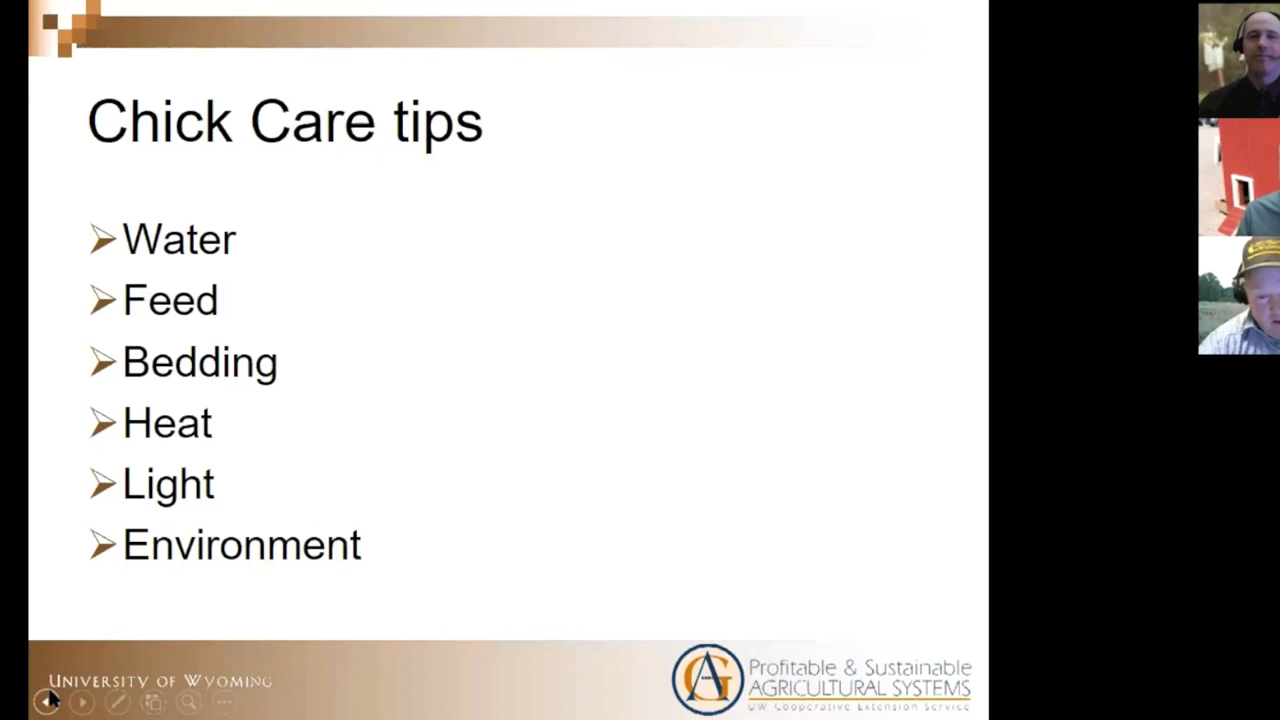 Chick Care tips
Water
Feed
Bedding
Heat
Light
Environment
UNIVERSITY OF WYOMING
AG
Profitable & Sustainable
AGRICULTURAL SYSTEMS
UW Cooperative Extension Service